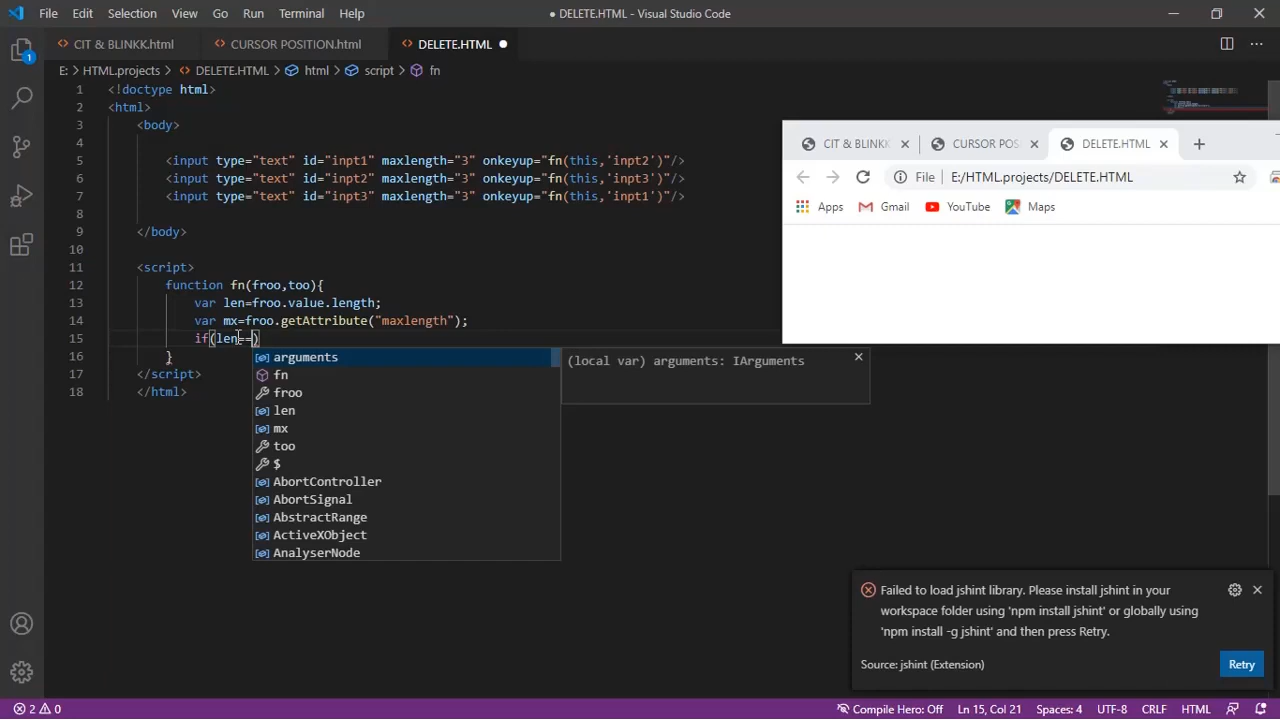 File Edit Selection View Go Run Terminal Help
● DELETE.HTML - Visual Studio Code
CIT & BLINKK.html CURSOR POSITION.html DELETE.HTML
E: > HTML.projects > DELETE.HTML > html > script > fn
1 <!doctype html>
2 <html>
3 <body>
4
5 <input type="text" id="inpt1" maxlength="3" onkeyup="fn(this,'inpt2')"/>
6 <input type="text" id="inpt2" maxlength="3" onkeyup="fn(this,'inpt3')"/>
7 <input type="text" id="inpt3" maxlength="3" onkeyup="fn(this,'inpt1')"/>
8
9 </body>
10
11 <script>
12 function fn(froo,too){
13 var len=froo.value.length;
14 var mx=froo.getAttribute("maxlength");
15 if(len==)
16 }
17 </script>
18 </html>
arguments
fn
froo
len
mx
too
$
AbortController
AbortSignal
AbstractRange
ActiveXObject
AnalyserNode
(local var) arguments: IArguments
CIT & BLINKK CURSOR POS DELETE.HTML
File E:/HTML.projects/DELETE.HTML
Apps Gmail YouTube Maps
1
Failed to load jshint library. Please install jshint in your
workspace folder using 'npm install jshint' or globally using
'npm install -g jshint' and then press Retry.
Source: jshint (Extension)
Retry
2 0
Compile Hero: Off Ln 15, Col 21 Spaces: 4 UTF-8 CRLF HTML